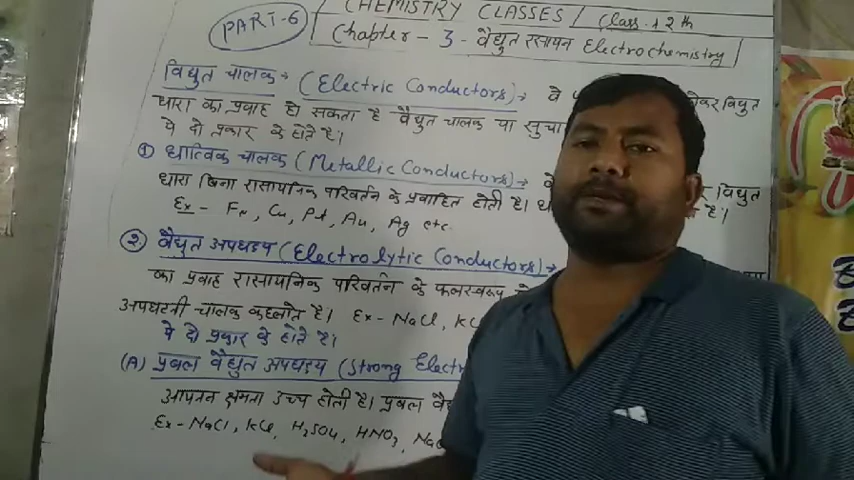 CHEMISTRY CLASSES / Class-12th
PART-6
Chapter - 3 - वैद्युत रसायन Electrochemistry
विद्युत चालक :- (Electric Conductors) :- वे होकर विद्युत
धारा का प्रवाह हो सकता है वैद्युत चालक या
ये दो प्रकार के होते है।
① धात्विक चालक (Metallic Conductors) :- विद्युत
धारा बिना रासायनिक परिवर्तन के प्रवाहित होती है। है।
Ex - Fe, Cu, Pt, Au, Ag etc.
② वैद्युत अपघट्य (Electrolytic Conductors) :-
का प्रवाह रासायनिक परिवर्तन के फलस्वरूप
अपघटनी चालक कहलाते है। Ex - NaCl, KC
ये दो प्रकार के होते है।
(A) प्रबल वैद्युत अपघट्य (Strong Electr
आयनन क्षमता उच्च होती है। प्रबल वै
Ex - NaCl, KCl, H₂SO₄, HNO₃, Na